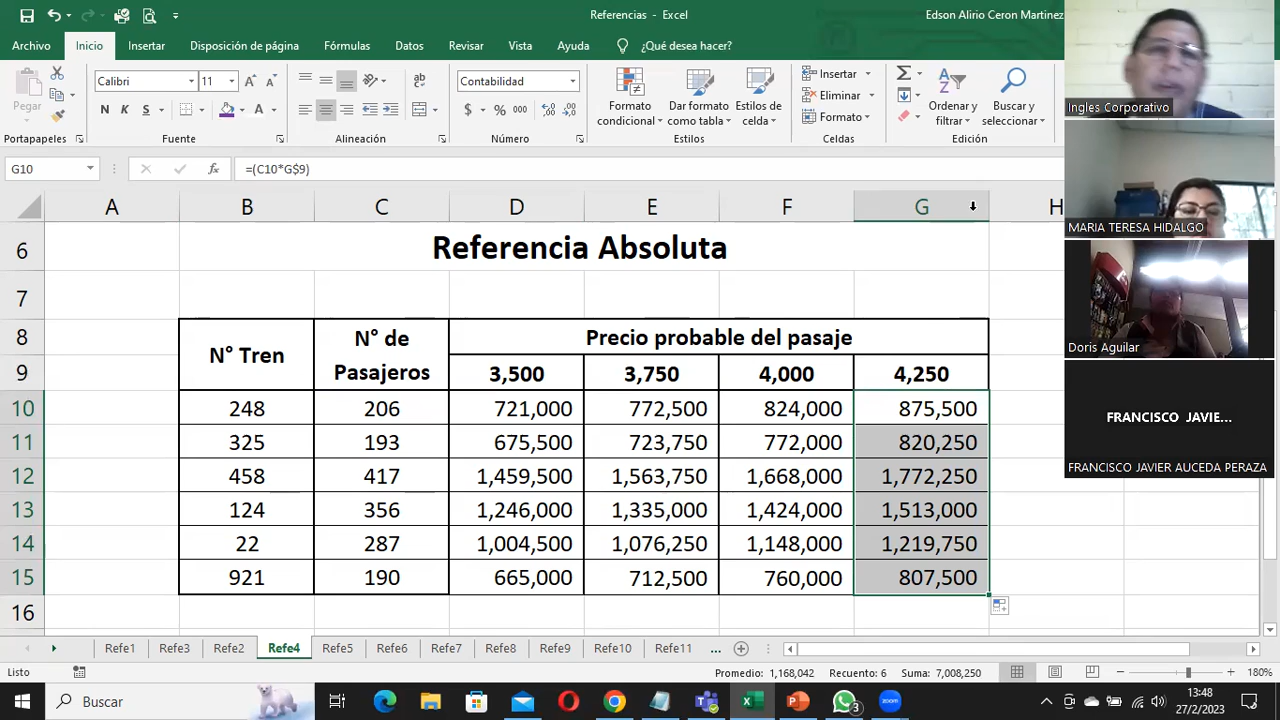 Referencias - Excel
Edson Alirio Ceron Martinez
Archivo Inicio Insertar Disposición de página Fórmulas Datos Revisar Vista Ayuda ¿Qué desea hacer?
Pegar
Calibri 11
N K S
ab
Contabilidad
$ % 000
Formato condicional
Dar formato como tabla
Estilos de celda
Insertar
Eliminar
Formato
Ordenar y filtrar
Buscar y seleccionar
Portapapeles Fuente Alineación Número Estilos Celdas Edición
G10 fx =(C10*G$9)
A B C D E F G H
6 Referencia Absoluta
7
8 N° Tren N° de Pasajeros Precio probable del pasaje
9 3,500 3,750 4,000 4,250
10 248 206 721,000 772,500 824,000 875,500
11 325 193 675,500 723,750 772,000 820,250
12 458 417 1,459,500 1,563,750 1,668,000 1,772,250
13 124 356 1,246,000 1,335,000 1,424,000 1,513,000
14 22 287 1,004,500 1,076,250 1,148,000 1,219,750
15 921 190 665,000 712,500 760,000 807,500
16
Refe1 Refe3 Refe2 Refe4 Refe5 Refe6 Refe7 Refe8 Refe9 Refe10 Refe11 ...
Listo Promedio: 1,168,042 Recuento: 6 Suma: 7,008,250 180%
Buscar
3
zoom
13:48
27/2/2023
Ingles Corporativo
MARIA TERESA HIDALGO
Doris Aguilar
FRANCISCO JAVIE...
FRANCISCO JAVIER AUCEDA PERAZA